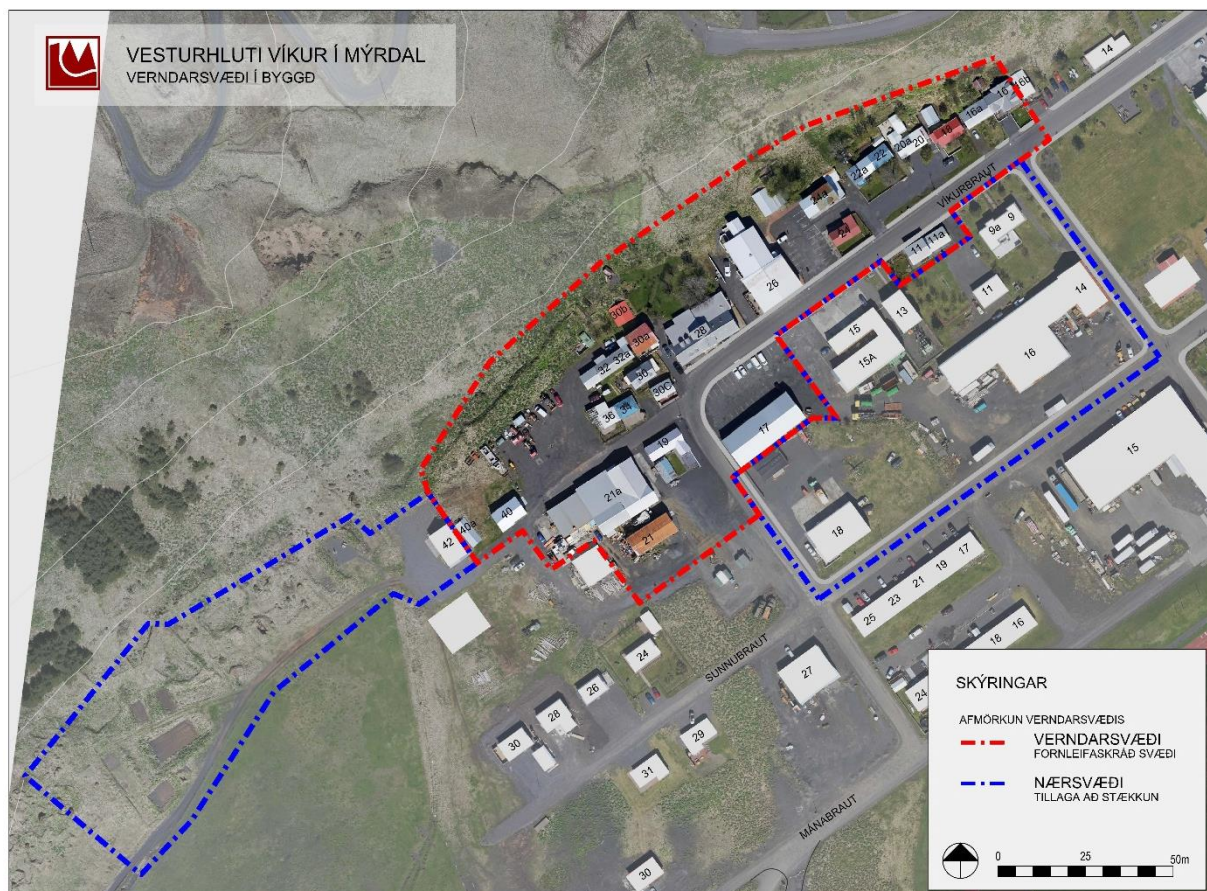 VESTURHLUTI VÍKUR Í MÝRDAL
VERNDARSVÆÐI Í BYGGÐ
14
16b
16
16a
18
20
20a
22
22a
24a
24
VÍKURBRAUT
9
9a
11a
11
11
13
14
15
15A
16
26
28
30b
30a
32a
32
30
30C
34
36
17
19
21a
21
40
40a
42
15
18
17
19
21
23
25
16
18
24
24
26
28
30
SUNNUBRAUT
27
29
31
MÁNABRAUT
30
SKÝRINGAR
AFMÖRKUN VERNDARSVÆÐIS
VERNDARSVÆÐI
FORNLEIFASKRÁÐ SVÆÐI
NÆRSVÆÐI
TILLAGA AÐ STÆKKUN
0 25 50m